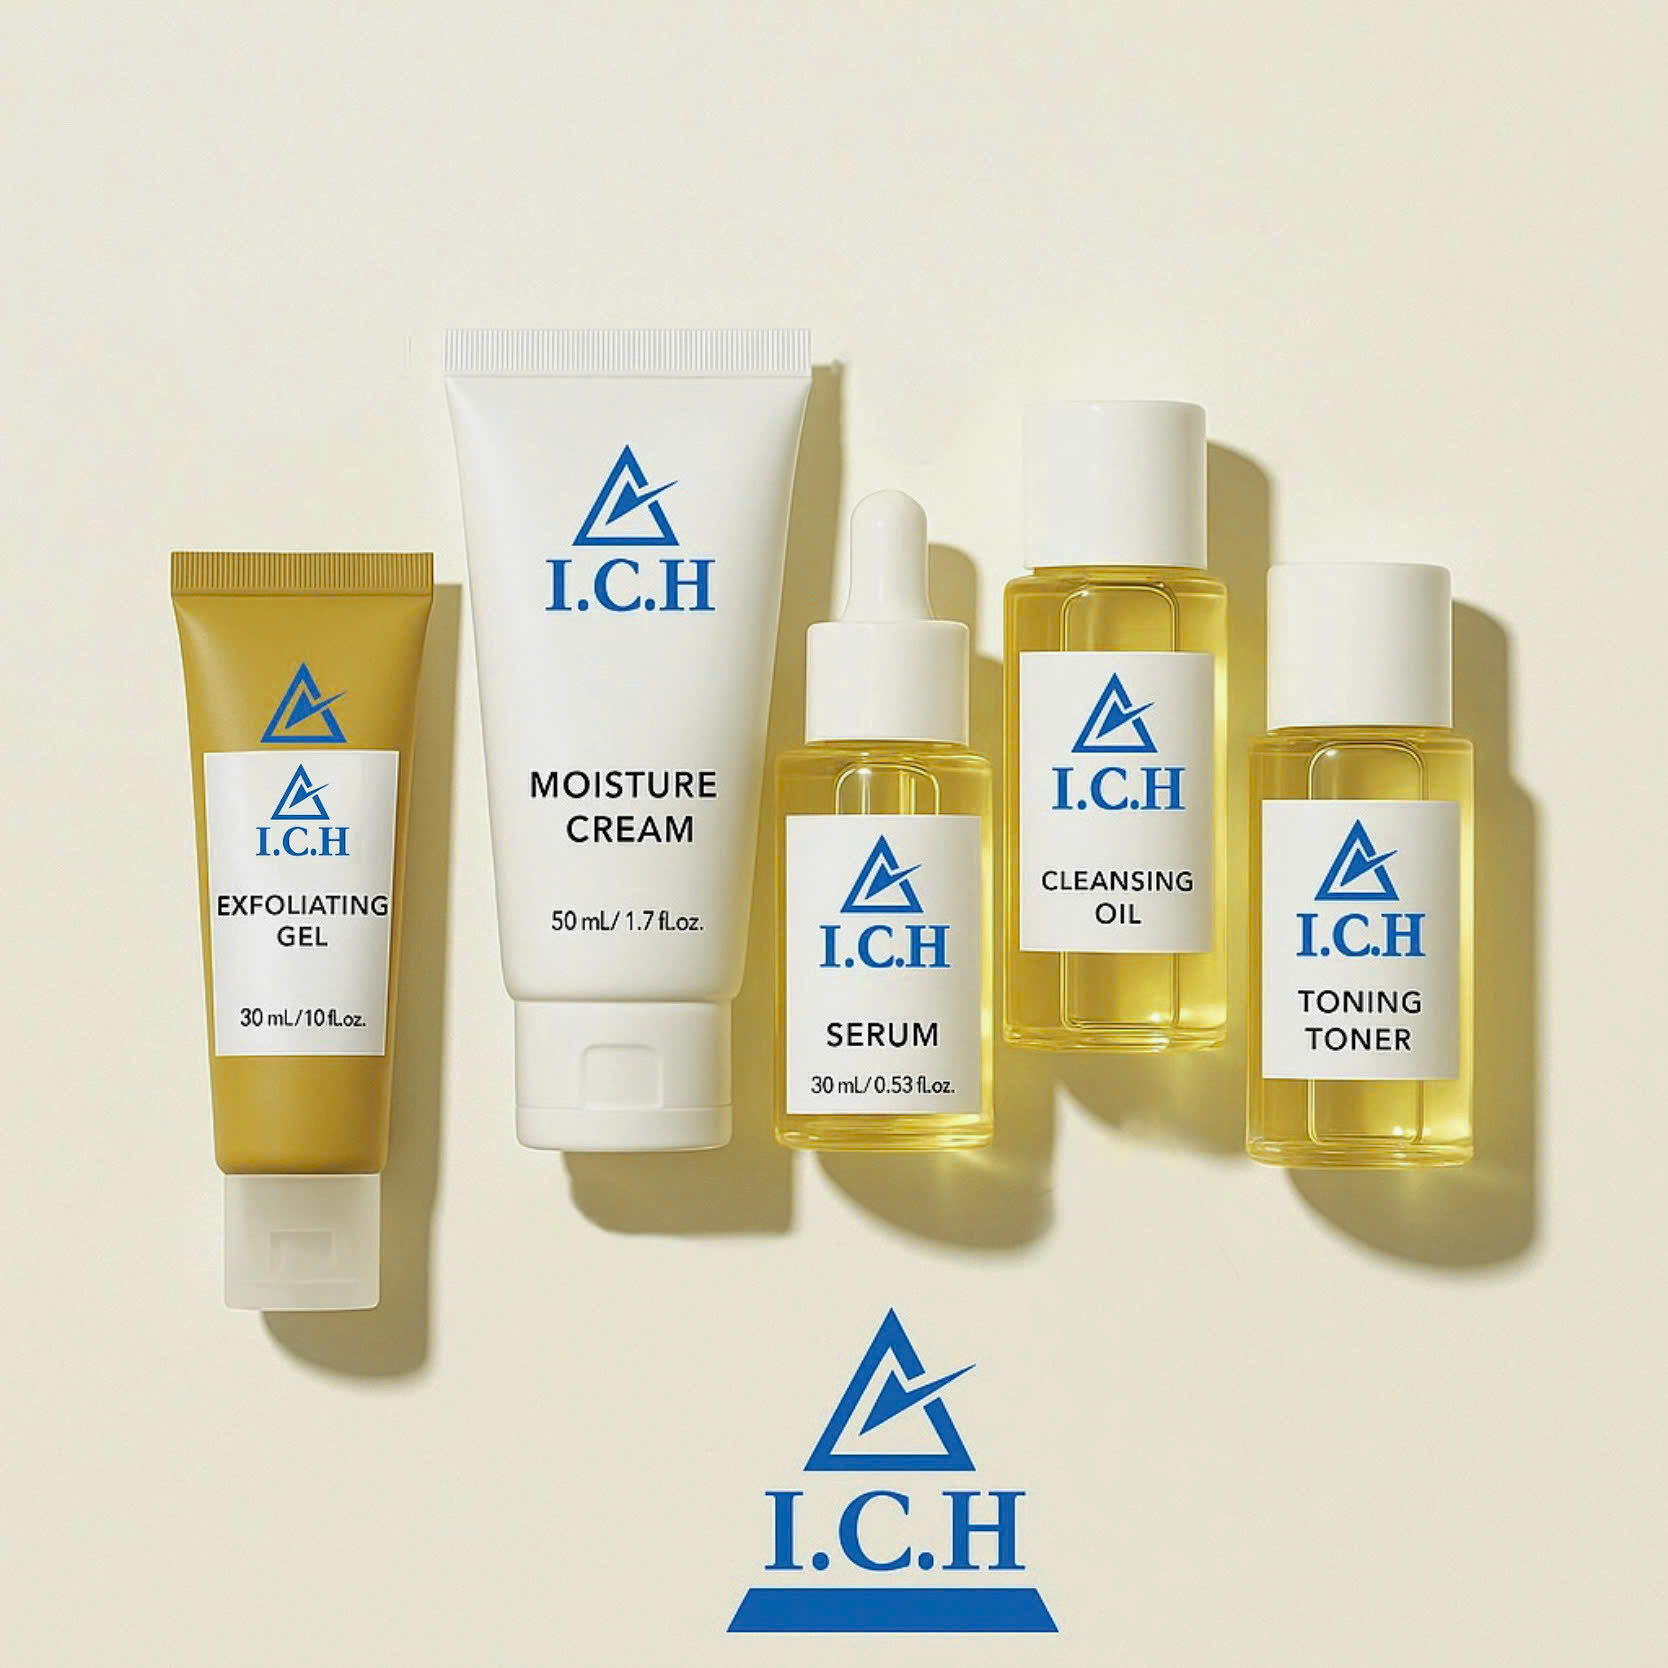 I.C.H
EXFOLIATING
GEL
30 mL/10 fl.oz.
I.C.H
MOISTURE
CREAM
50 mL/ 1.7 fl.oz.
I.C.H
SERUM
30 mL/0.53 fl.oz.
I.C.H
CLEANSING
OIL
I.C.H
TONING
TONER
I.C.H